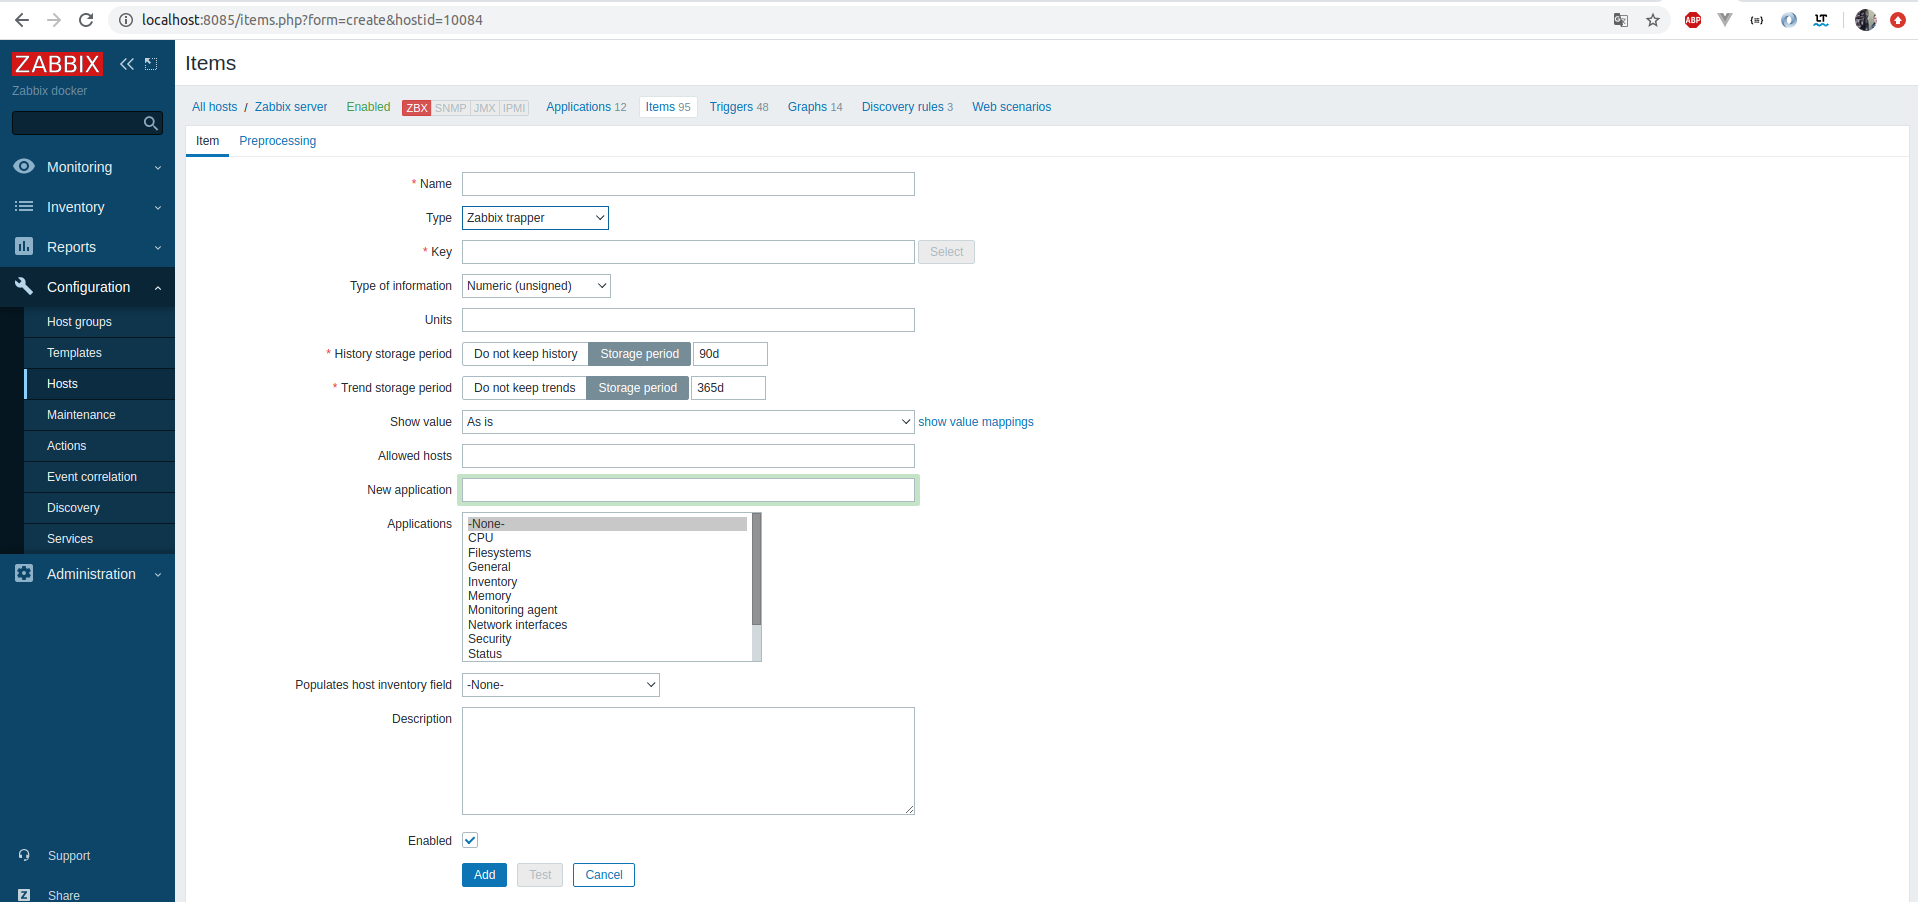 localhost:8085/items.php?form=create&hostid=10084
ABP
LT
ZABBIX
Zabbix docker
Monitoring
Inventory
Reports
Configuration
Host groups
Templates
Hosts
Maintenance
Actions
Event correlation
Discovery
Services
Administration
Support
Z Share
Items
All hosts / Zabbix server Enabled ZBX SNMP JMX IPMI Applications 12 Items 95 Triggers 48 Graphs 14 Discovery rules 3 Web scenarios
Item Preprocessing
* Name
Type Zabbix trapper
* Key Select
Type of information Numeric (unsigned)
Units
* History storage period Do not keep history Storage period 90d
* Trend storage period Do not keep trends Storage period 365d
Show value As is show value mappings
Allowed hosts
New application
Applications -None-
CPU
Filesystems
General
Inventory
Memory
Monitoring agent
Network interfaces
Security
Status
Populates host inventory field -None-
Description
Enabled
Add Test Cancel